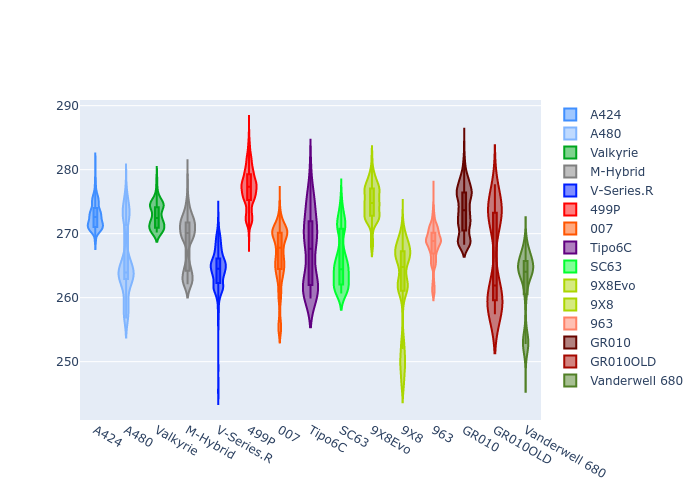 290
280
270
260
250
A424
A480
Valkyrie
M-Hybrid
V-Series.R
499P
007
Tipo6C
SC63
9X8Evo
9X8
963
GR010
GR010OLD
Vanderwell 680
A424
A480
Valkyrie
M-Hybrid
V-Series.R
499P
007
Tipo6C
SC63
9X8Evo
9X8
963
GR010
GR010OLD
Vanderwell 680